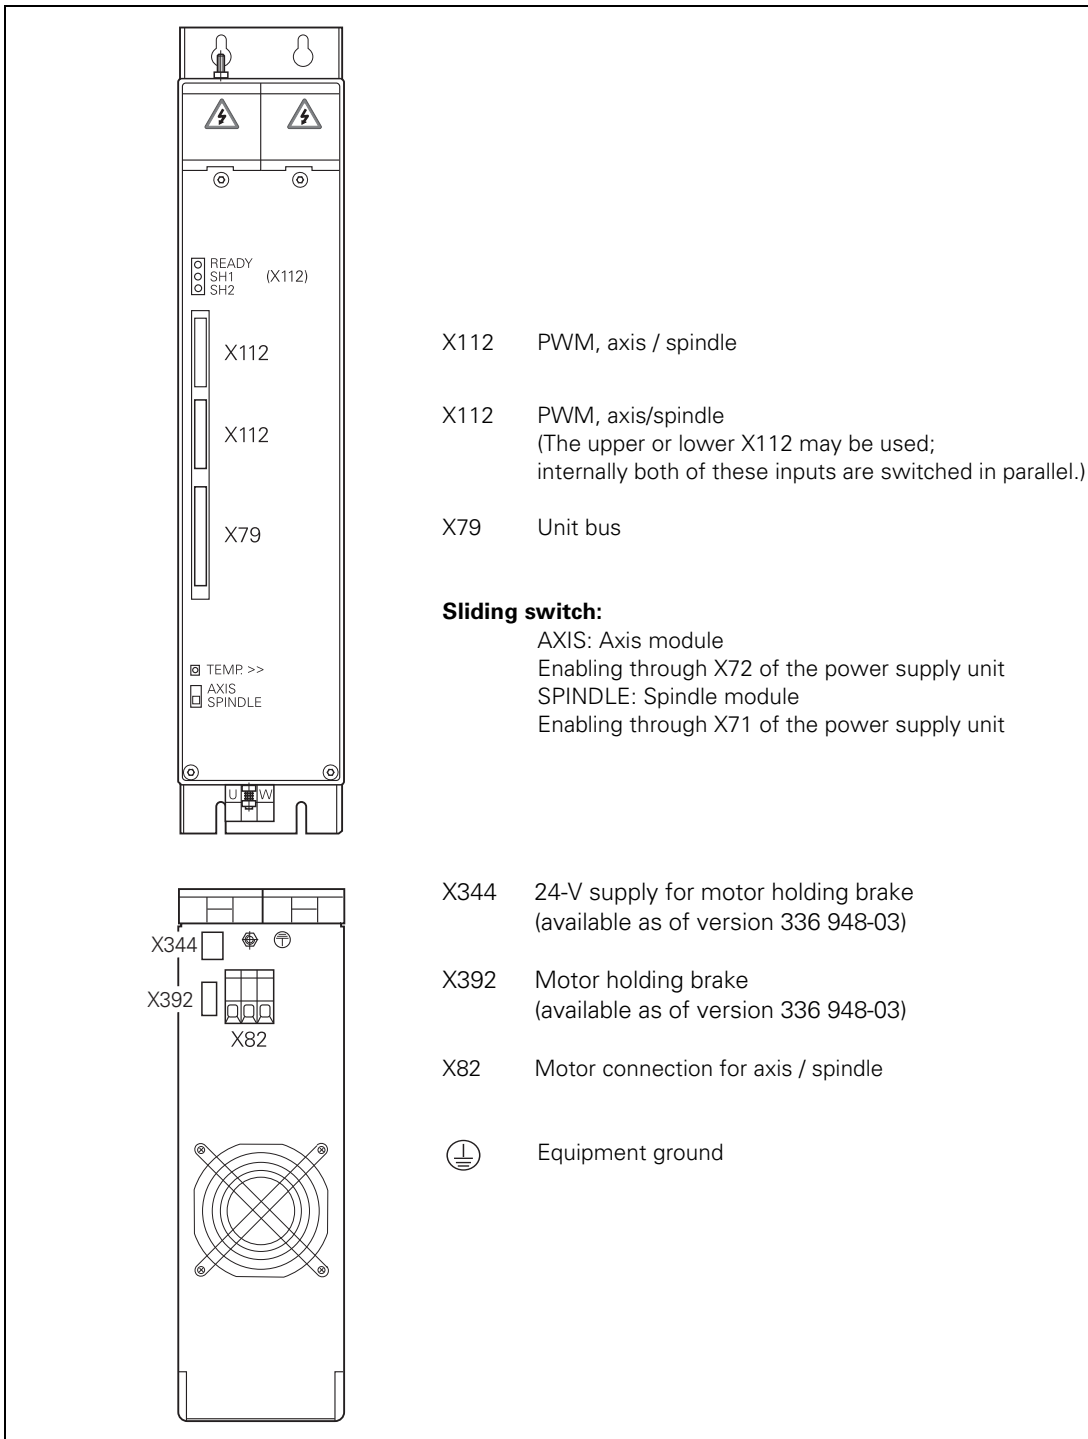 READY
SH1 (X112)
SH2
X112
X112
X79
TEMP. >>
AXIS
SPINDLE
U W
X112 PWM, axis / spindle
X112 PWM, axis/spindle
(The upper or lower X112 may be used;
internally both of these inputs are switched in parallel.)
X79 Unit bus
Sliding switch:
AXIS: Axis module
Enabling through X72 of the power supply unit
SPINDLE: Spindle module
Enabling through X71 of the power supply unit
X344
X392
X82
X344 24-V supply for motor holding brake
(available as of version 336 948-03)
X392 Motor holding brake
(available as of version 336 948-03)
X82 Motor connection for axis / spindle
Equipment ground